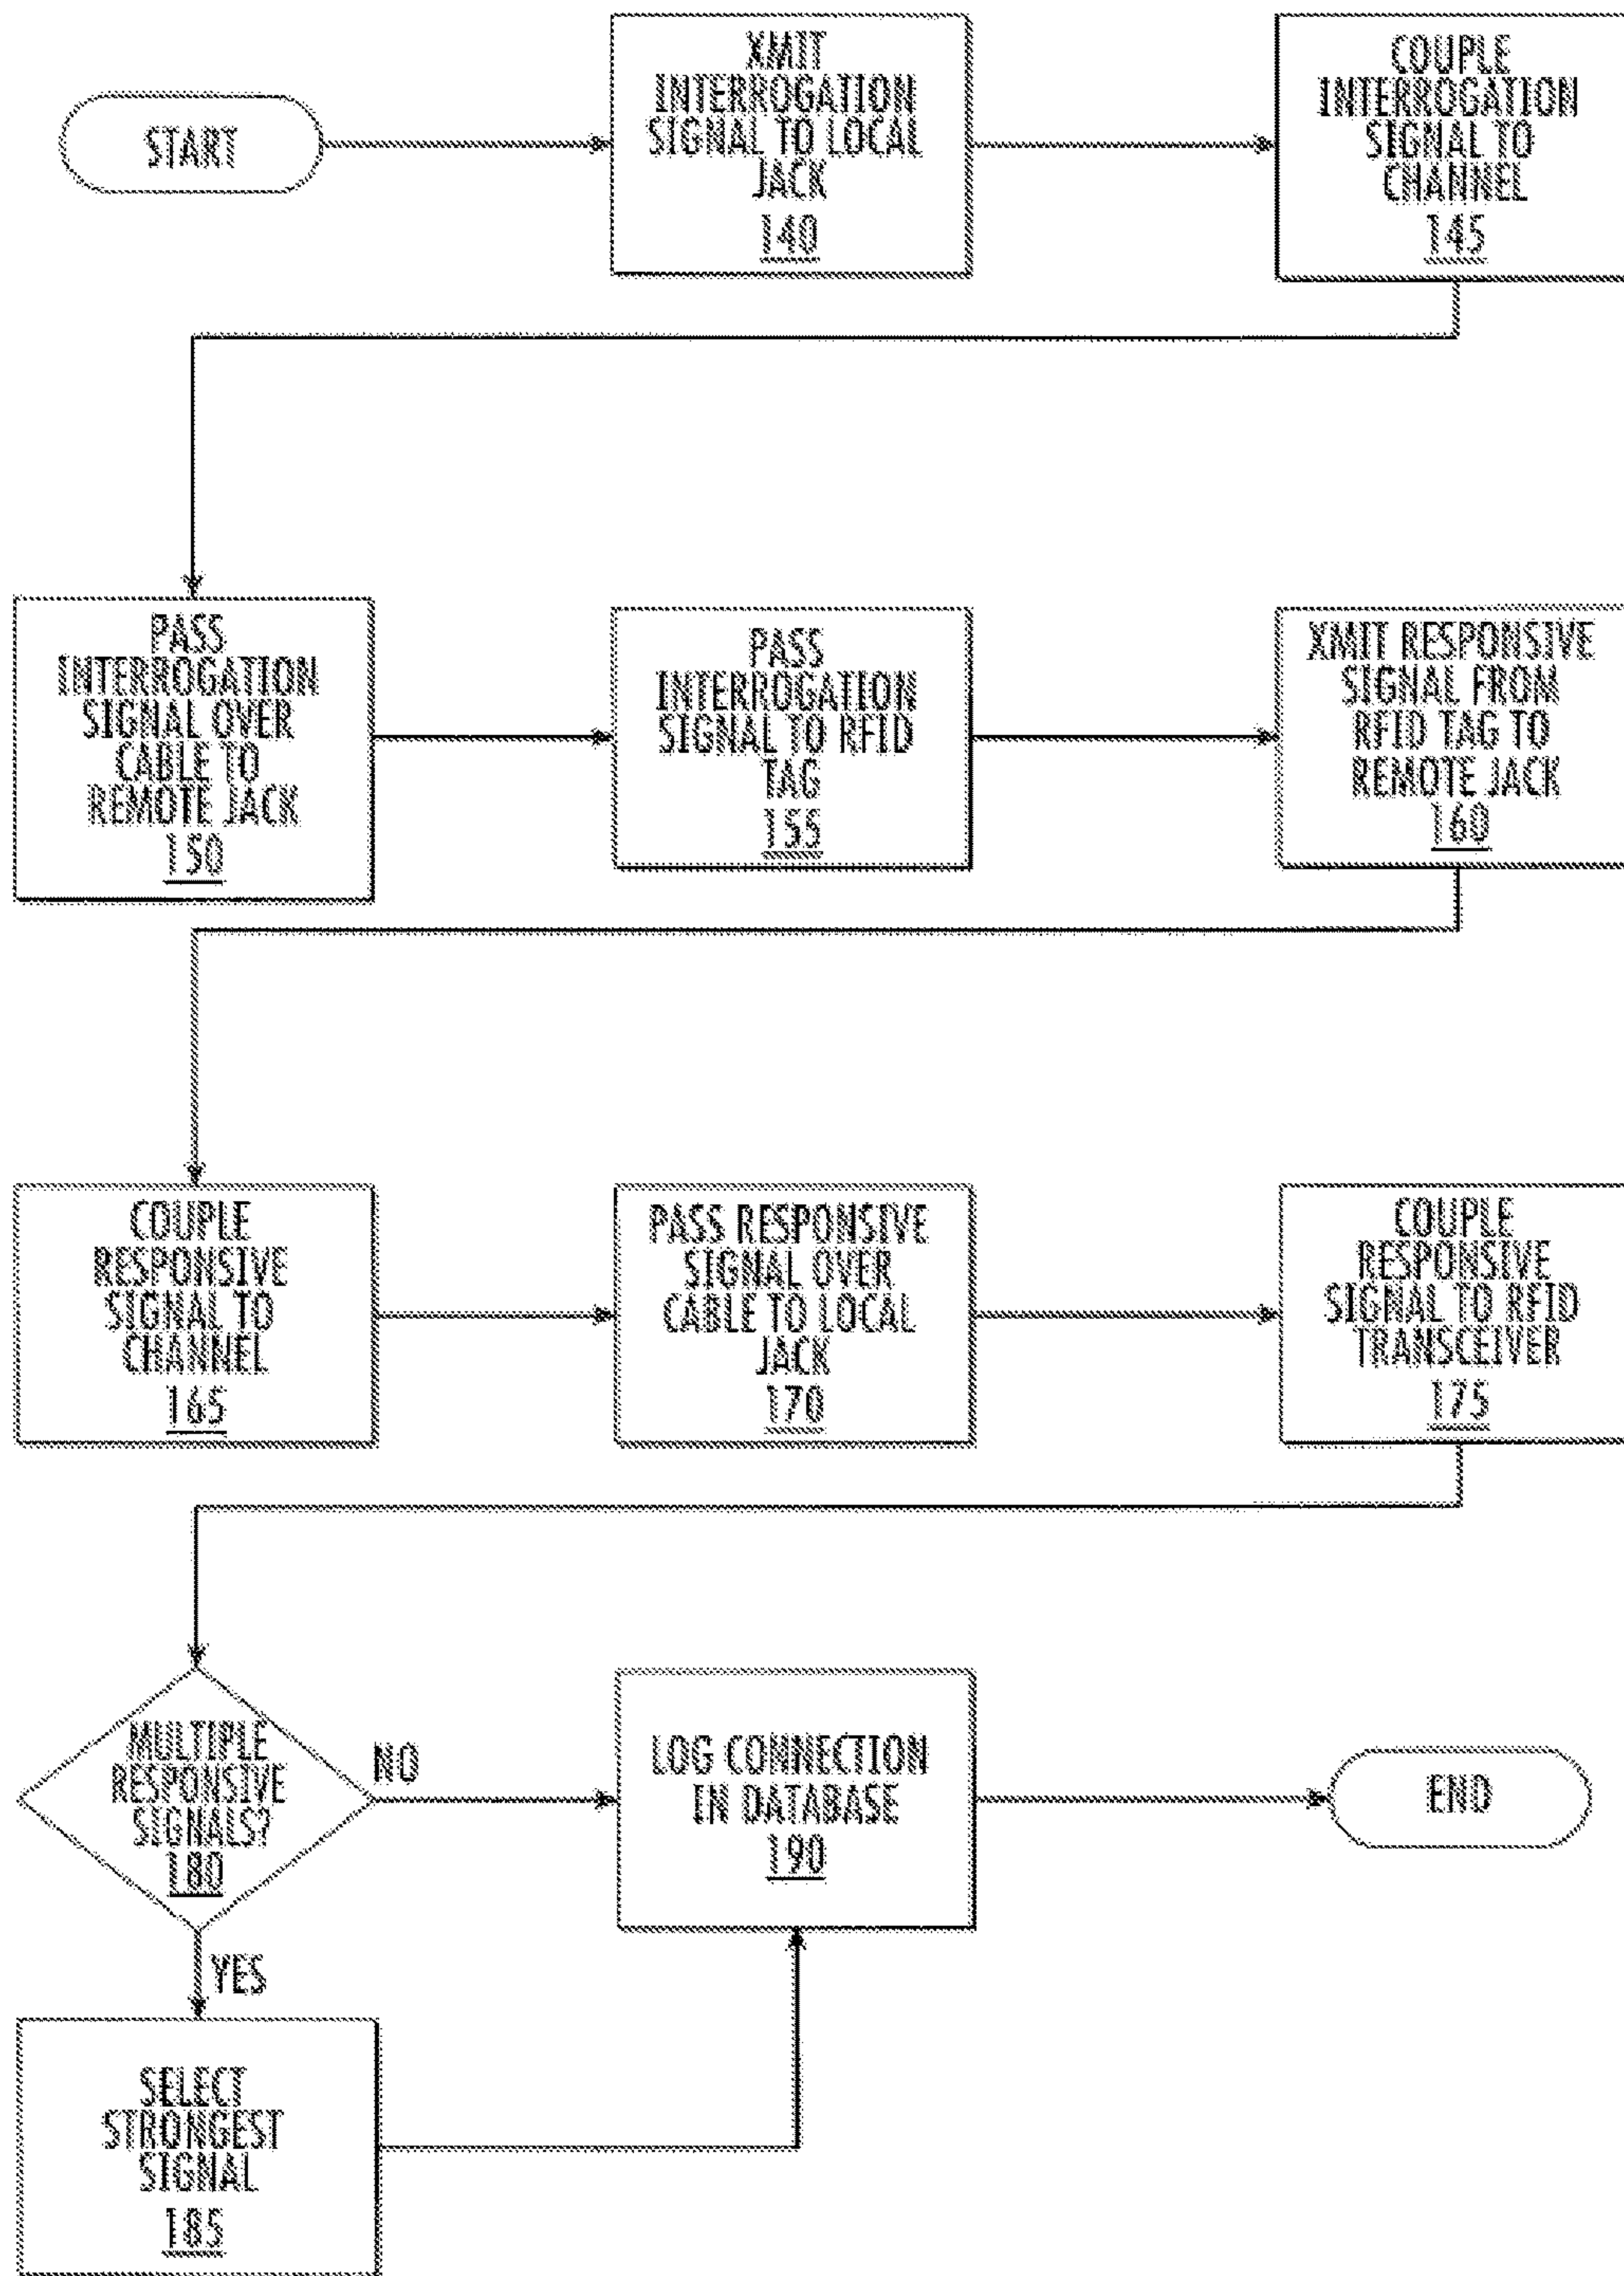 START
XMIT
INTERROGATION
SIGNAL TO LOCAL
JACK
140
COUPLE
INTERROGATION
SIGNAL TO
CHANNEL
145
PASS
INTERROGATION
SIGNAL OVER
CABLE TO
REMOTE JACK
150
PASS
INTERROGATION
SIGNAL TO RFID
TAG
155
XMIT RESPONSIVE
SIGNAL FROM
RFID TAG TO
REMOTE JACK
160
COUPLE
RESPONSIVE
SIGNAL TO
CHANNEL
165
PASS RESPONSIVE
SIGNAL OVER
CABLE TO LOCAL
JACK
170
COUPLE
RESPONSIVE
SIGNAL TO RFID
TRANSCEIVER
175
MULTIPLE
RESPONSIVE
SIGNALS?
180
NO
YES
LOG CONNECTION
IN DATABASE
190
END
SELECT
STRONGEST
SIGNAL
185